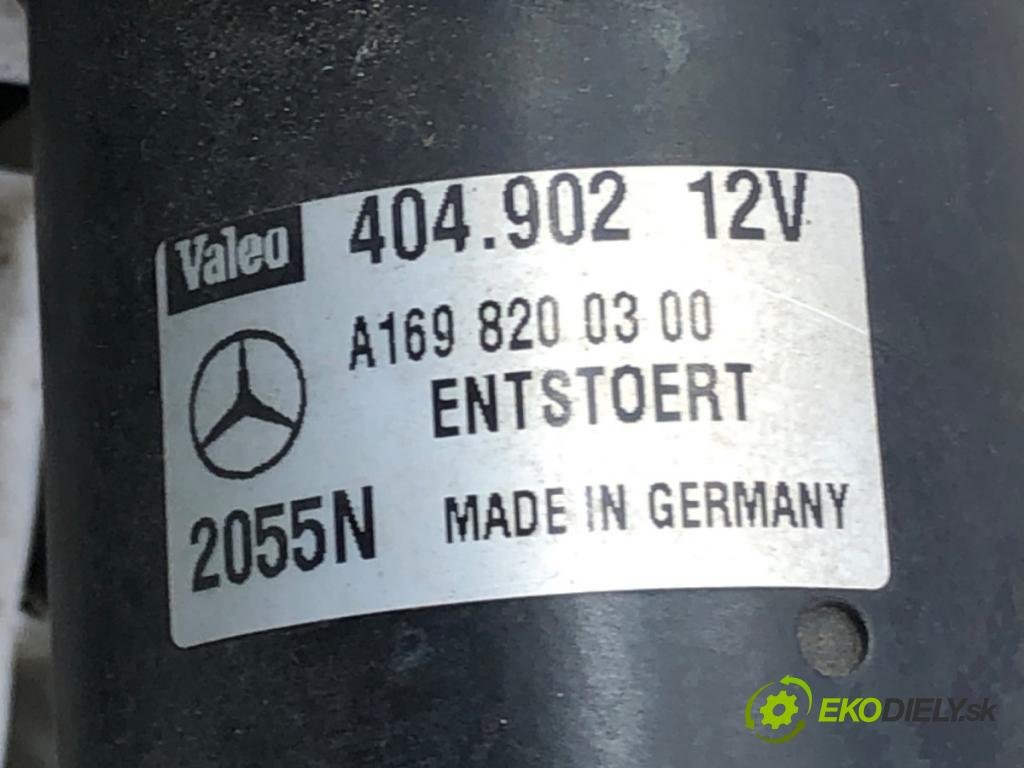 Valeo 404.902 12V
A169 820 03 00
ENTSTOERT
2055N MADE IN GERMANY
EKODIELY.sk